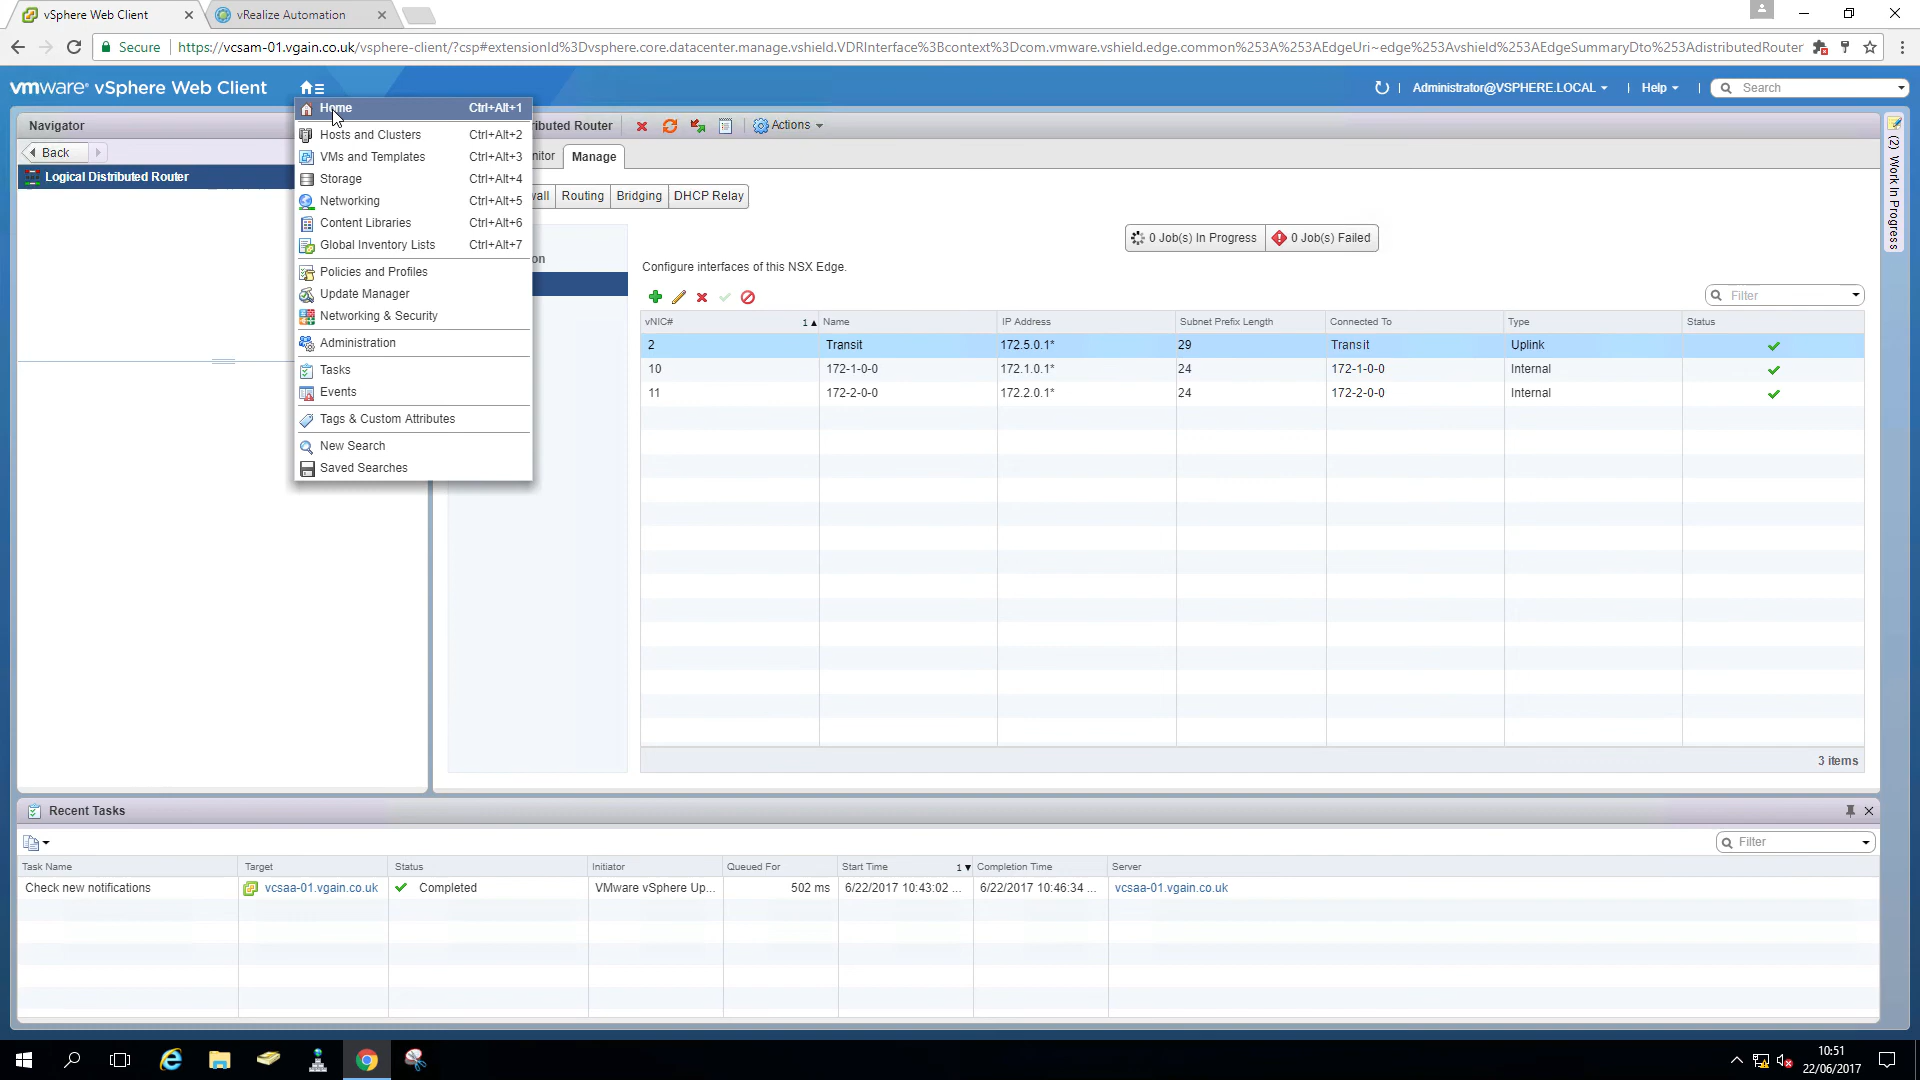 vSphere Web Client
vRealize Automation
Secure
https://vcsam-01.vgain.co.uk/vsphere-client/?csp#extensionId%3Dvsphere.core.datacenter.manage.vshield.VDRInterface%3Bcontext%3Dcom.vmware.vshield.edge.common%253A%253AEdgeUri~edge%253Avshield%253AEdgeSummaryDto%253AdistributedRouter
vmware® vSphere Web Client
Administrator@VSPHERE.LOCAL
Help
Search
Navigator
Back
Logical Distributed Router
Home Ctrl+Alt+1
Hosts and Clusters Ctrl+Alt+2
VMs and Templates Ctrl+Alt+3
Storage Ctrl+Alt+4
Networking Ctrl+Alt+5
Content Libraries Ctrl+Alt+6
Global Inventory Lists Ctrl+Alt+7
Policies and Profiles
Update Manager
Networking & Security
Administration
Tasks
Events
Tags & Custom Attributes
New Search
Saved Searches
ributed Router
Actions
nitor
Manage
wall Routing Bridging DHCP Relay
on
0 Job(s) In Progress 0 Job(s) Failed
Configure interfaces of this NSX Edge.
Filter
vNIC# 1 Name IP Address Subnet Prefix Length Connected To Type Status
2 Transit 172.5.0.1* 29 Transit Uplink
10 172-1-0-0 172.1.0.1* 24 172-1-0-0 Internal
11 172-2-0-0 172.2.0.1* 24 172-2-0-0 Internal
3 items
(2) Work In Progress
Recent Tasks
Filter
Task Name Target Status Initiator Queued For Start Time 1 Completion Time Server
Check new notifications vcsaa-01.vgain.co.uk Completed VMware vSphere Up... 502 ms 6/22/2017 10:43:02 ... 6/22/2017 10:46:34 ... vcsaa-01.vgain.co.uk
10:51
22/06/2017